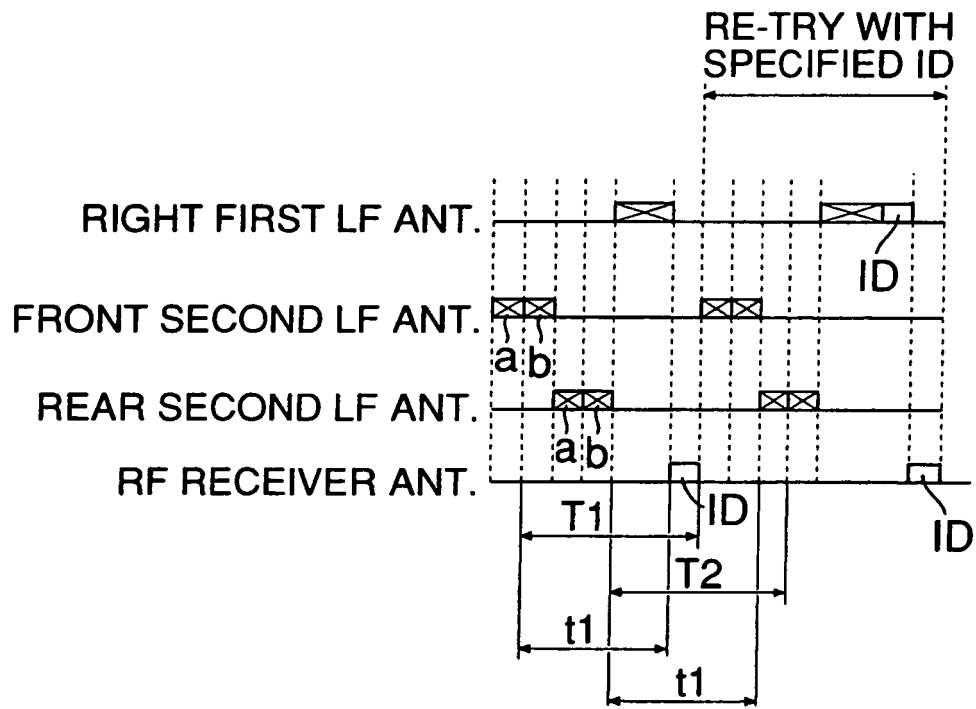 RE-TRY WITH
SPECIFIED ID
RIGHT FIRST LF ANT.
ID
FRONT SECOND LF ANT.
a b
REAR SECOND LF ANT.
a b
RF RECEIVER ANT.
ID
ID
T1
T2
t1
t1